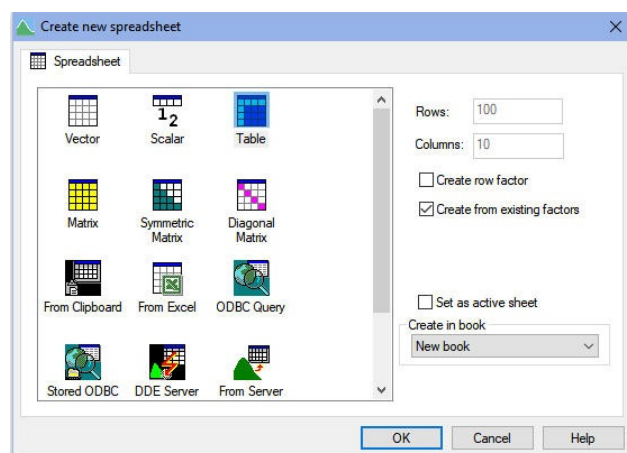 Create new spreadsheet
Spreadsheet
Vector
Scalar
Table
Matrix
Symmetric
Matrix
Diagonal
Matrix
From Clipboard
From Excel
ODBC Query
Stored ODBC
DDE Server
From Server
Rows: 100
Columns: 10
Create row factor
Create from existing factors
Set as active sheet
Create in book
New book
OK
Cancel
Help